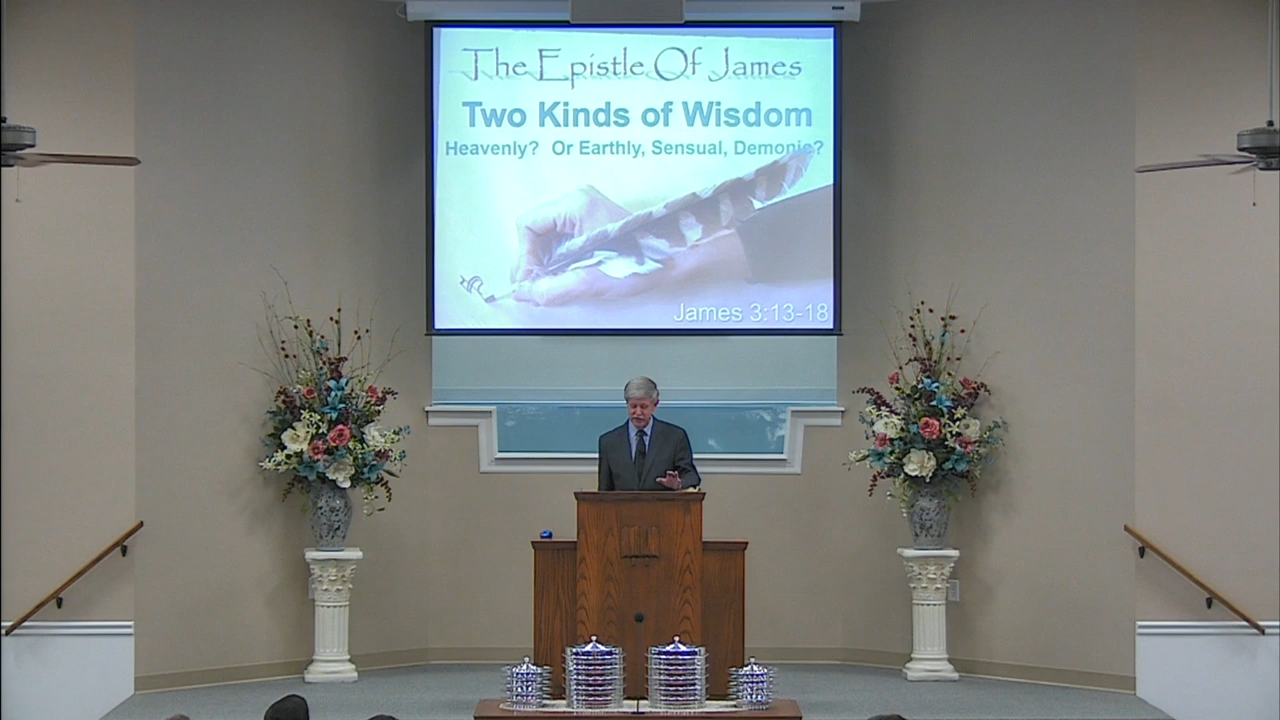 The Epistle Of James
Two Kinds of Wisdom
Heavenly? Or Earthly, Sensual, Demonic?
James 3:13-18